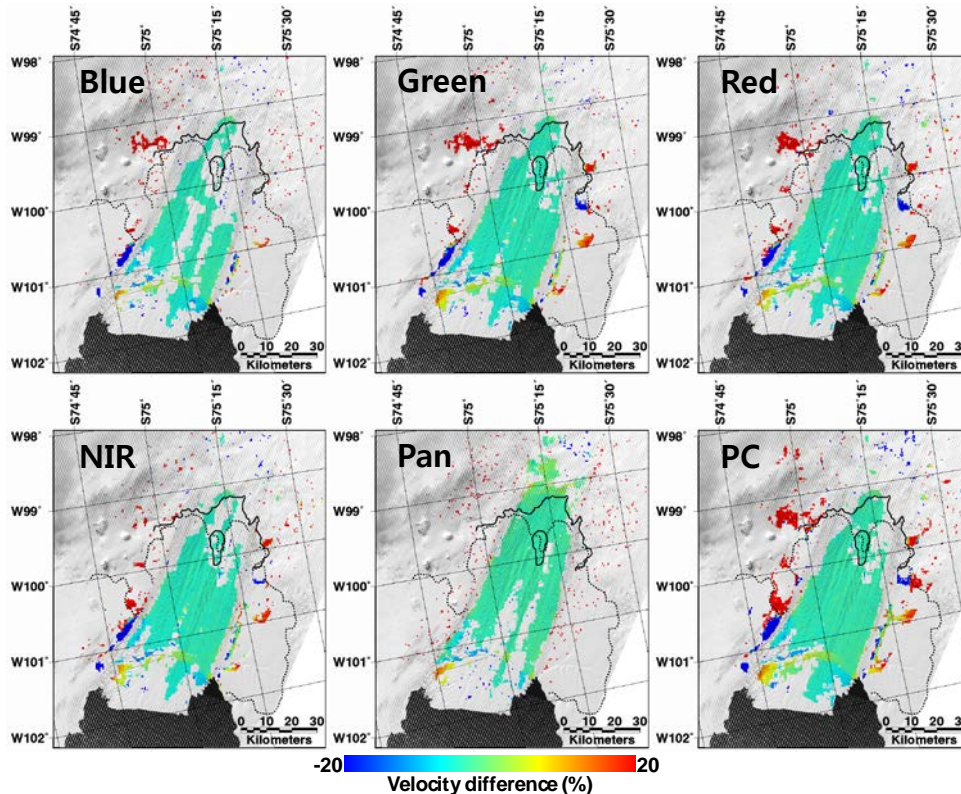 S74°45' S75° S75°15' S75°30' S74°45' S75° S75°15' S75°30' S74°45' S75° S75°15' S75°30'
W98° W98° W98°
Blue Green Red
W99° W99° W99°
W100° W100° W100°
W101° W101° W101°
0 10 20 30 0 10 20 30 0 10 20 30
Kilometers Kilometers Kilometers
W102° W102° W102°
S74°45' S75° S75°15' S75°30' S74°45' S75° S75°15' S75°30' S74°45' S75° S75°15' S75°30'
W98° W98° W98°
NIR Pan PC
W99° W99° W99°
W100° W100° W100°
W101° W101° W101°
0 10 20 30 0 10 20 30 0 10 20 30
Kilometers Kilometers Kilometers
W102° W102° W102°
-20 20
Velocity difference (%)